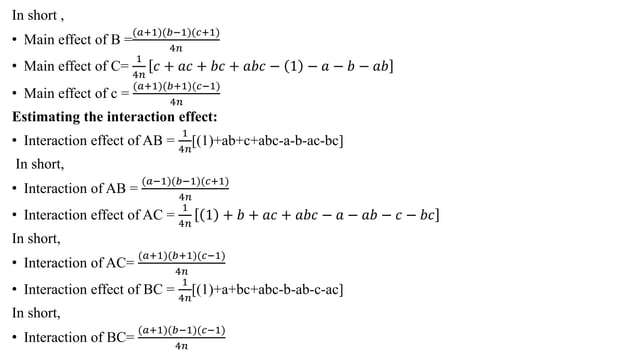 In short ,
• Main effect of B =(a+1)(b−1)(c+1)/4n
• Main effect of C= 1/4n [c + ac + bc + abc − (1) − a − b − ab]
• Main effect of c = (a+1)(b+1)(c−1)/4n
Estimating the interaction effect:
• Interaction effect of AB = 1/4n[(1)+ab+c+abc-a-b-ac-bc]
In short,
• Interaction of AB = (a−1)(b−1)(c+1)/4n
• Interaction effect of AC = 1/4n [(1) + b + ac + abc − a − ab − c − bc]
In short,
• Interaction of AC= (a+1)(b+1)(c−1)/4n
• Interaction effect of BC = 1/4n[(1)+a+bc+abc-b-ab-c-ac]
In short,
• Interaction of BC= (a+1)(b−1)(c−1)/4n